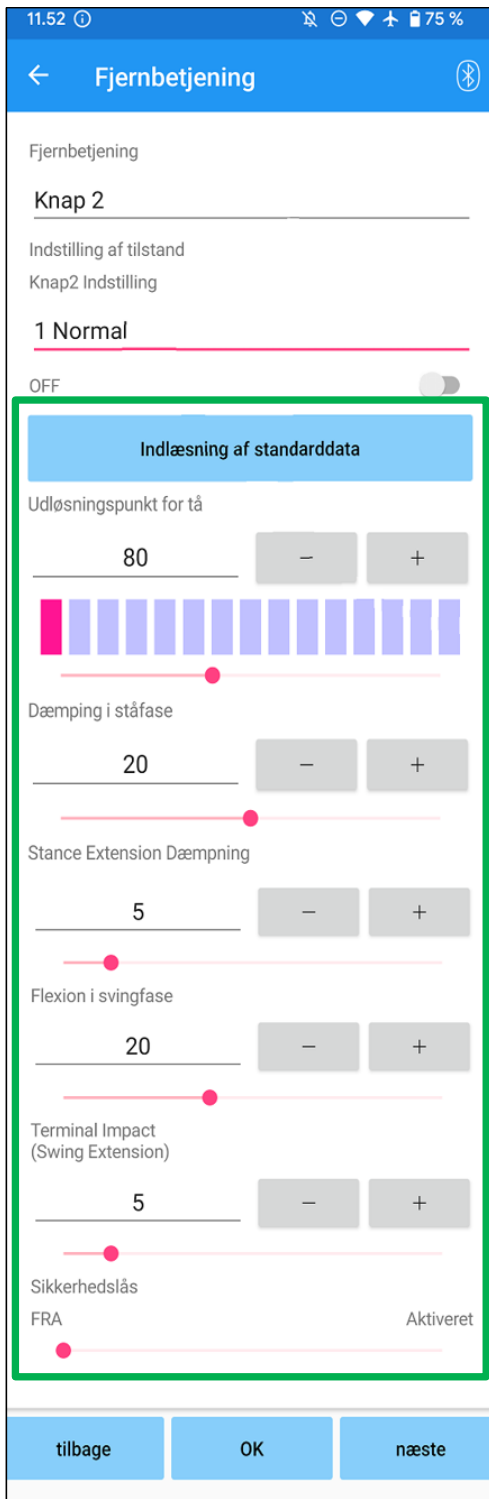 11.52
75 %
Fjernbetjening
Fjernbetjening
Knap 2
Indstilling af tilstand
Knap2 Indstilling
1 Normal
OFF
Indlæsning af standarddata
Udløsningspunkt for tå
80 − +
Dæmping i ståfase
20 − +
Stance Extension Dæmpning
5 − +
Flexion i svingfase
20 − +
Terminal Impact
(Swing Extension)
5 − +
Sikkerhedslås
FRA Aktiveret
tilbage OK næste